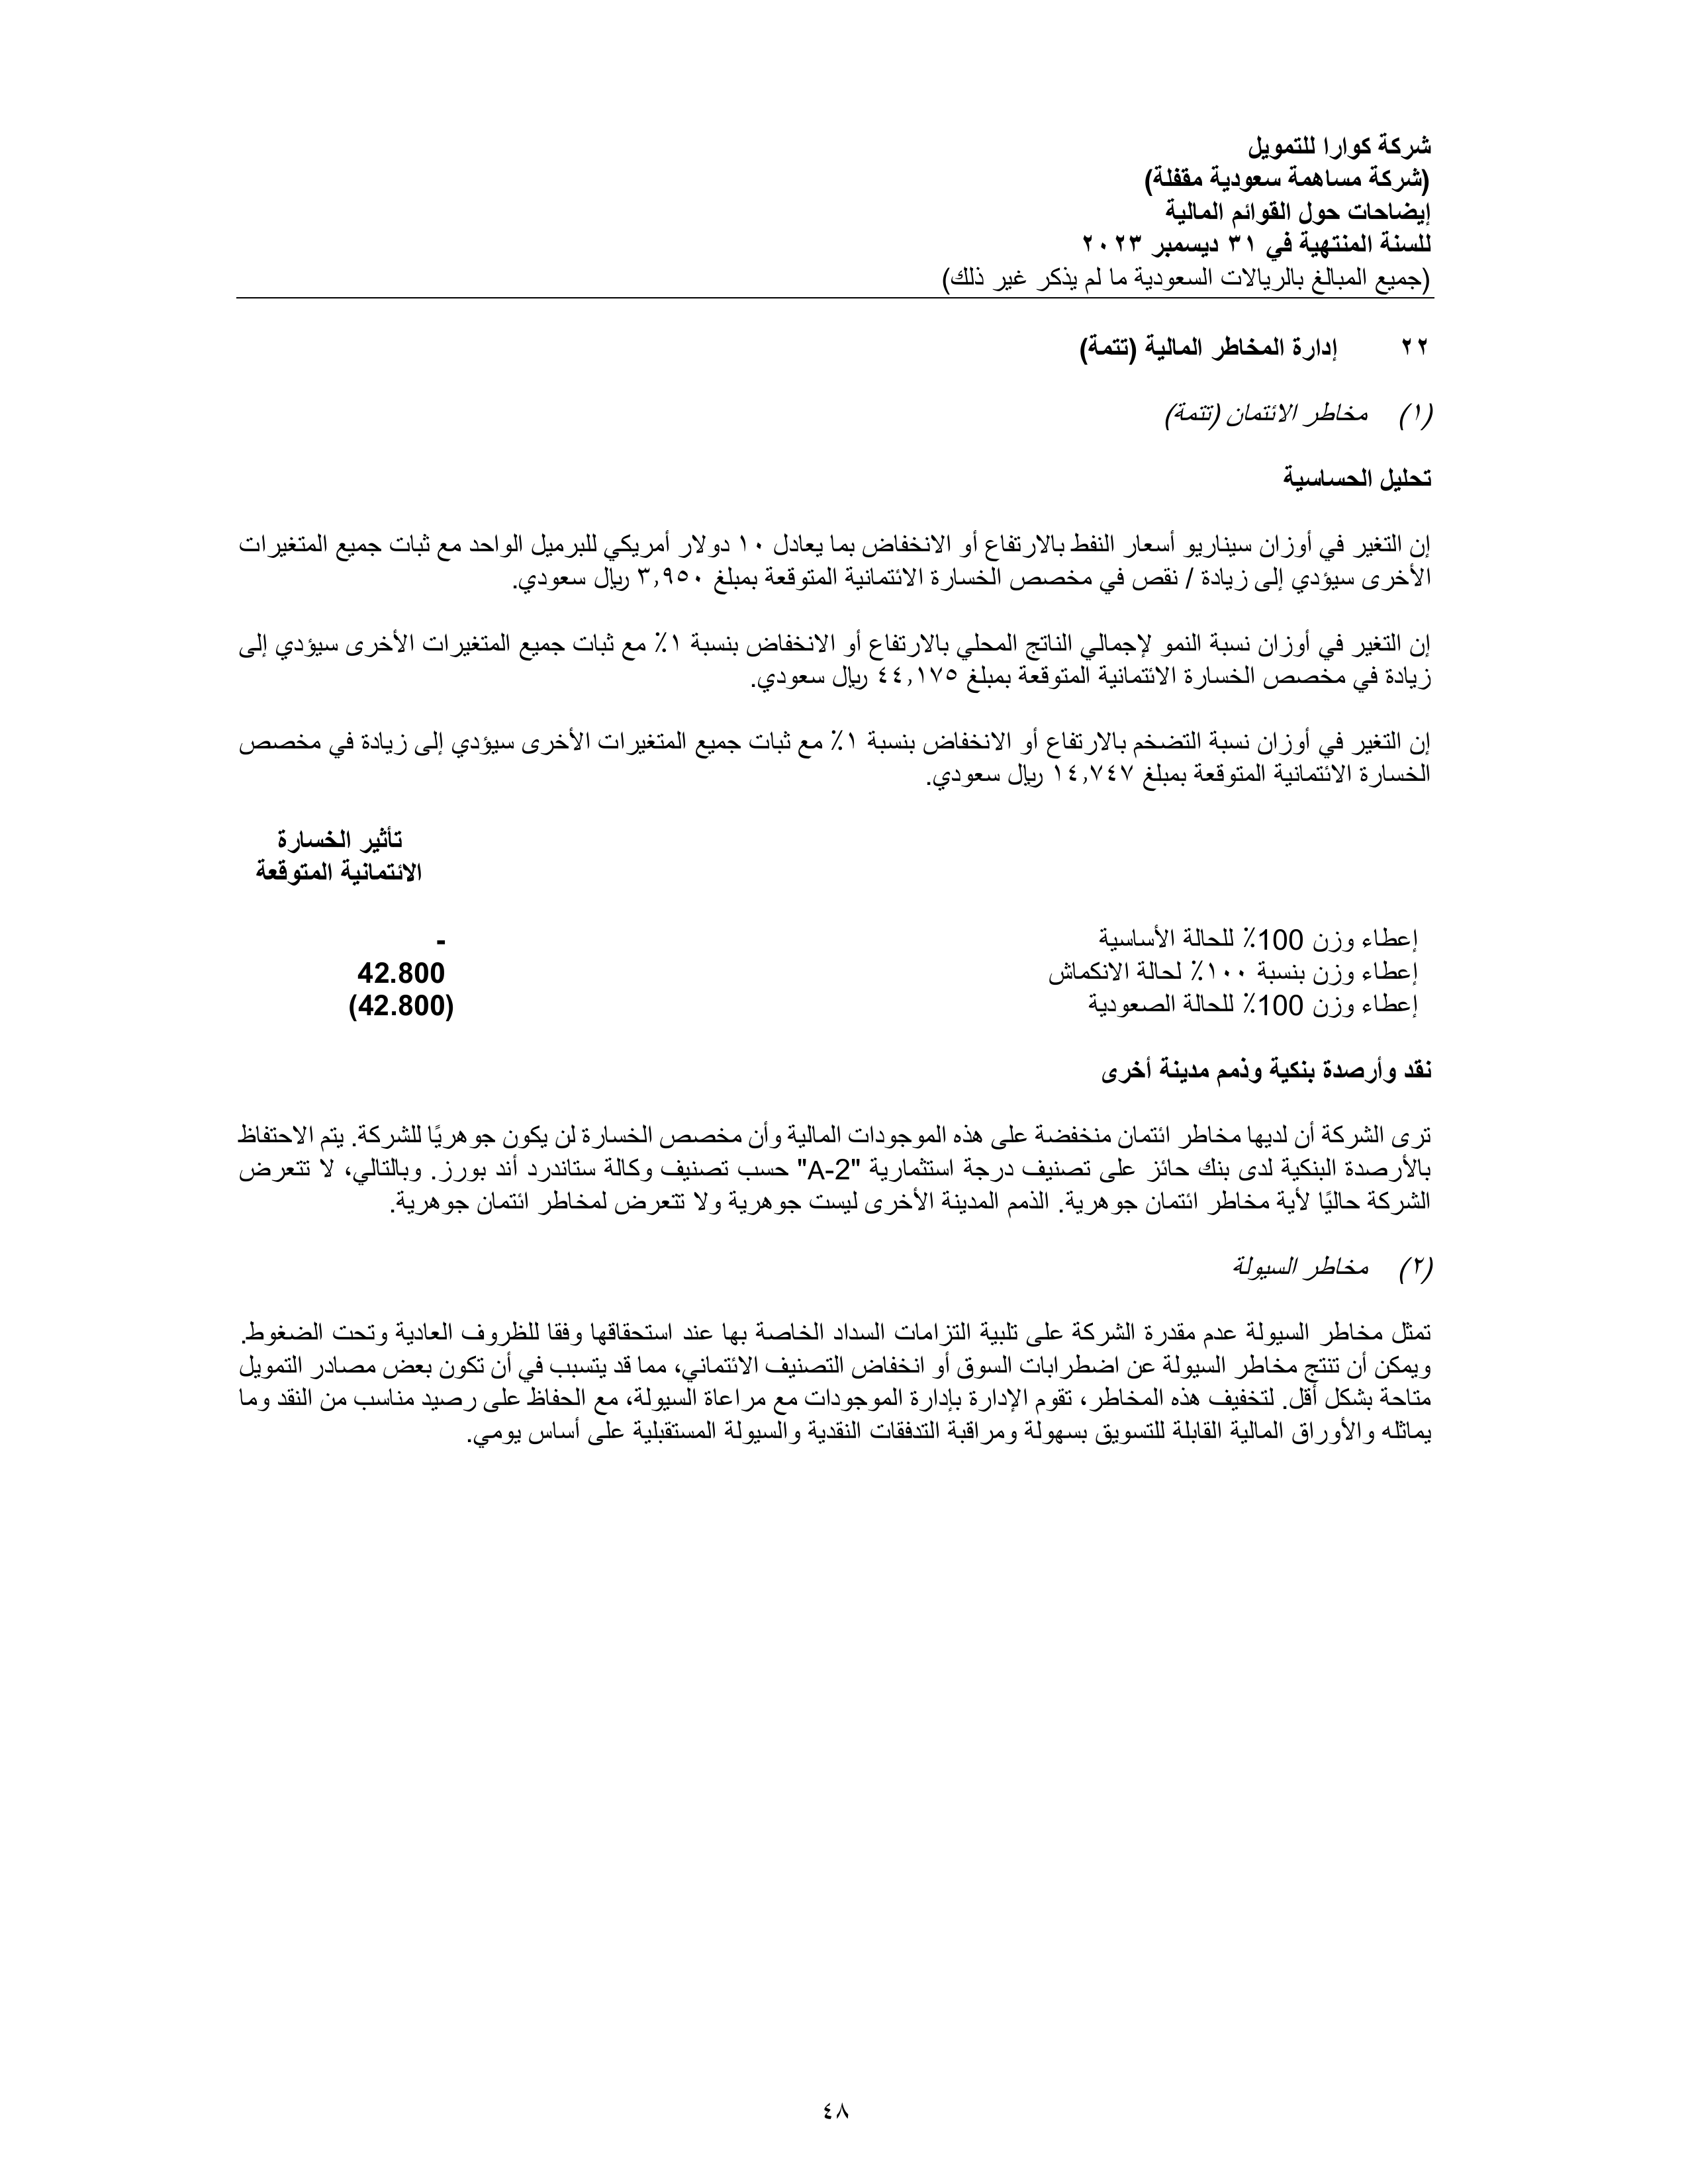 شركة كوارا للتمويل
(شركة مساهمة سعودية مقفلة)
إيضاحات حول القوائم المالية
للسنة المنتهية في ٣١ ديسمبر ٢٠٢٣
(جميع المبالغ بالريالات السعودية ما لم يذكر غير ذلك)
٢٢ إدارة المخاطر المالية (تتمة)
(١) مخاطر الائتمان (تتمة)
تحليل الحساسية
إن التغير في أوزان سيناريو أسعار النفط بالارتفاع أو الانخفاض بما يعادل ١٠ دولار أمريكي للبرميل الواحد مع ثبات جميع المتغيرات
الأخرى سيؤدي إلى زيادة / نقص في مخصص الخسارة الائتمانية المتوقعة بمبلغ ٣,٩٥٠ ريال سعودي.
إن التغير في أوزان نسبة النمو لإجمالي الناتج المحلي بالارتفاع أو الانخفاض بنسبة ١٪ مع ثبات جميع المتغيرات الأخرى سيؤدي إلى
زيادة في مخصص الخسارة الائتمانية المتوقعة بمبلغ ٤٤,١٧٥ ريال سعودي.
إن التغير في أوزان نسبة التضخم بالارتفاع أو الانخفاض بنسبة ١٪ مع ثبات جميع المتغيرات الأخرى سيؤدي إلى زيادة في مخصص
الخسارة الائتمانية المتوقعة بمبلغ ١٤,٧٤٧ ريال سعودي.
تأثير الخسارة
الائتمانية المتوقعة
إعطاء وزن 100٪ للحالة الأساسية -
إعطاء وزن بنسبة ١٠٠٪ لحالة الانكماش 42.800
إعطاء وزن 100٪ للحالة الصعودية (42.800)
نقد وأرصدة بنكية وذمم مدينة أخرى
ترى الشركة أن لديها مخاطر ائتمان منخفضة على هذه الموجودات المالية وأن مخصص الخسارة لن يكون جوهريًا للشركة. يتم الاحتفاظ
بالأرصدة البنكية لدى بنك حائز على تصنيف درجة استثمارية "A-2" حسب تصنيف وكالة ستاندرد أند بورز. وبالتالي، لا تتعرض
الشركة حاليًا لأية مخاطر ائتمان جوهرية. الذمم المدينة الأخرى ليست جوهرية ولا تتعرض لمخاطر ائتمان جوهرية.
(٢) مخاطر السيولة
تمثل مخاطر السيولة عدم مقدرة الشركة على تلبية التزامات السداد الخاصة بها عند استحقاقها وفقا للظروف العادية وتحت الضغوط.
ويمكن أن تنتج مخاطر السيولة عن اضطرابات السوق أو انخفاض التصنيف الائتماني، مما قد يتسبب في أن تكون بعض مصادر التمويل
متاحة بشكل أقل. لتخفيف هذه المخاطر، تقوم الإدارة بإدارة الموجودات مع مراعاة السيولة، مع الحفاظ على رصيد مناسب من النقد وما
يماثله والأوراق المالية القابلة للتسويق بسهولة ومراقبة التدفقات النقدية والسيولة المستقبلية على أساس يومي.
٤٨